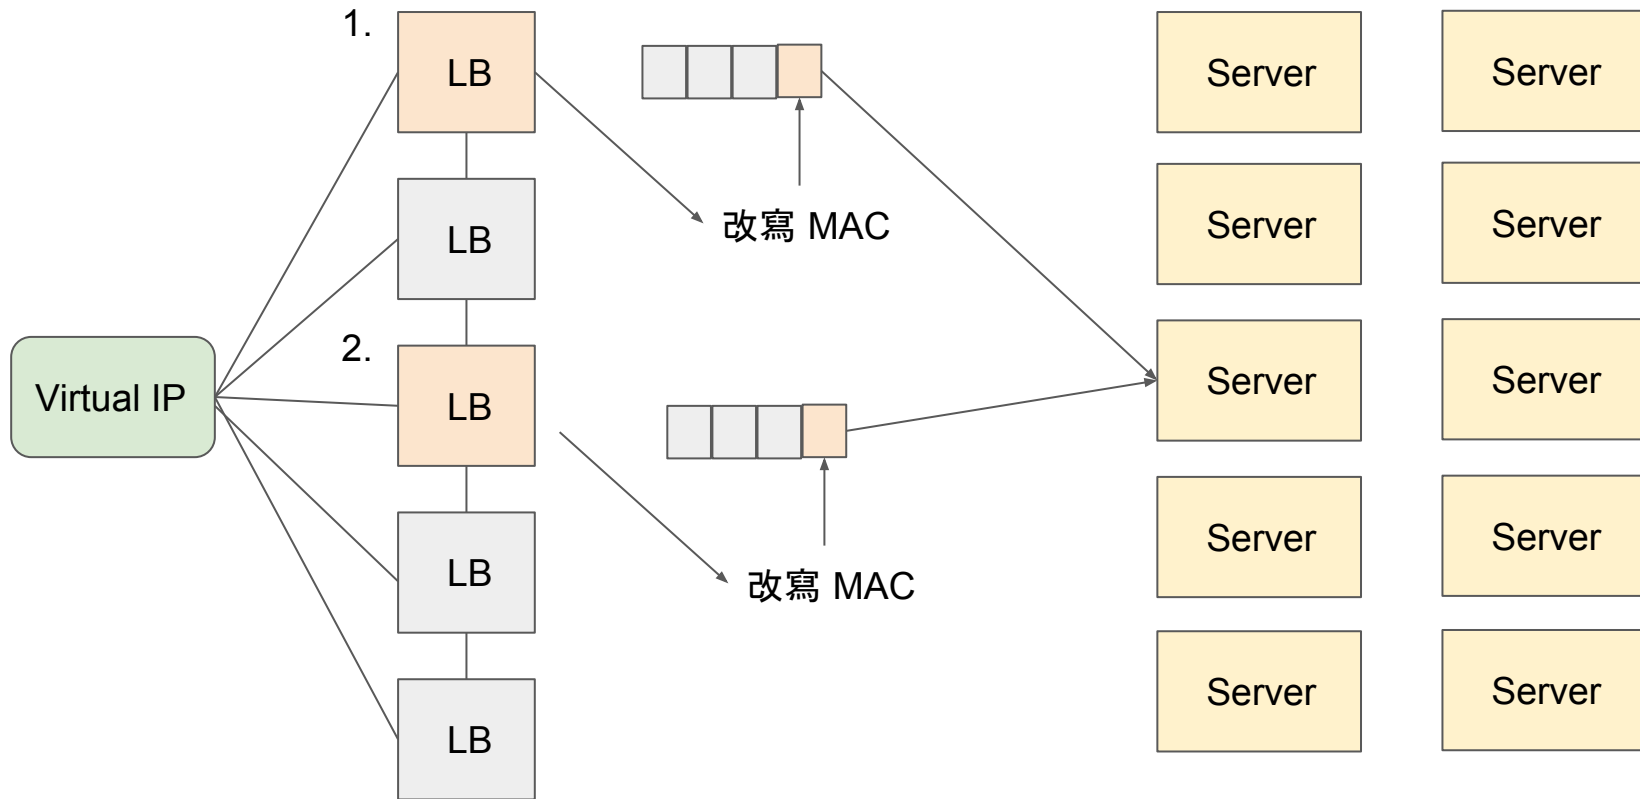 1.
LB
Server
Server
改寫 MAC
LB
Server
Server
2.
Virtual IP
LB
Server
Server
LB
改寫 MAC
Server
Server
LB
Server
Server